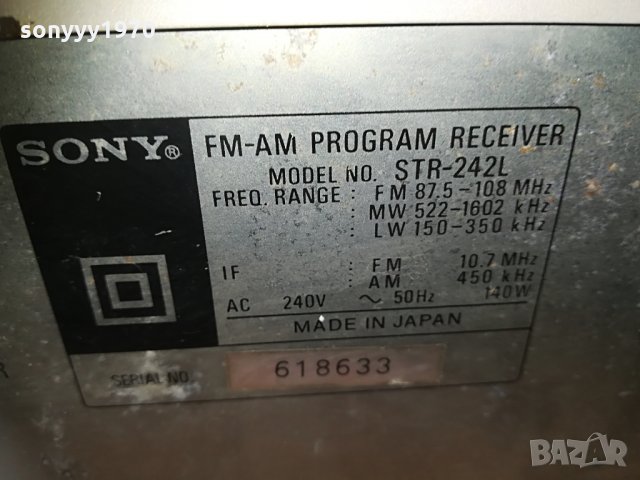 sonyyy1970
SONY®
FM-AM PROGRAM RECEIVER
MODEL NO. STR-242L
FREQ. RANGE : FM 87.5-108 MHz
: MW 522-1602 kHz
: LW 150-350 kHz
IF : FM 10.7 MHz
: AM 450 kHz
AC 240V ~ 50Hz 140W
MADE IN JAPAN
SERIAL NO. 618633
R
BAZAR